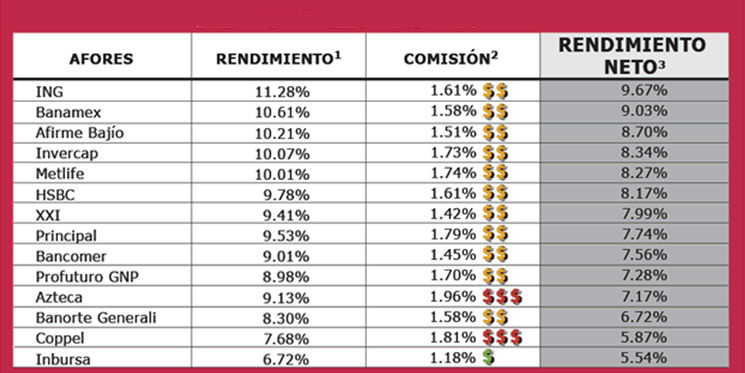 AFORES RENDIMIENTO¹ COMISIÓN² RENDIMIENTO NETO³
ING 11.28% 1.61% $$ 9.67%
Banamex 10.61% 1.58% $$ 9.03%
Afirme Bajío 10.21% 1.51% $$ 8.70%
Invercap 10.07% 1.73% $$ 8.34%
Metlife 10.01% 1.74% $$ 8.27%
HSBC 9.78% 1.61% $$ 8.17%
XXI 9.41% 1.42% $$ 7.99%
Principal 9.53% 1.79% $$ 7.74%
Bancomer 9.01% 1.45% $$ 7.56%
Profuturo GNP 8.98% 1.70% $$ 7.28%
Azteca 9.13% 1.96% $$$ 7.17%
Banorte Generali 8.30% 1.58% $$ 6.72%
Coppel 7.68% 1.81% $$$ 5.87%
Inbursa 6.72% 1.18% $ 5.54%